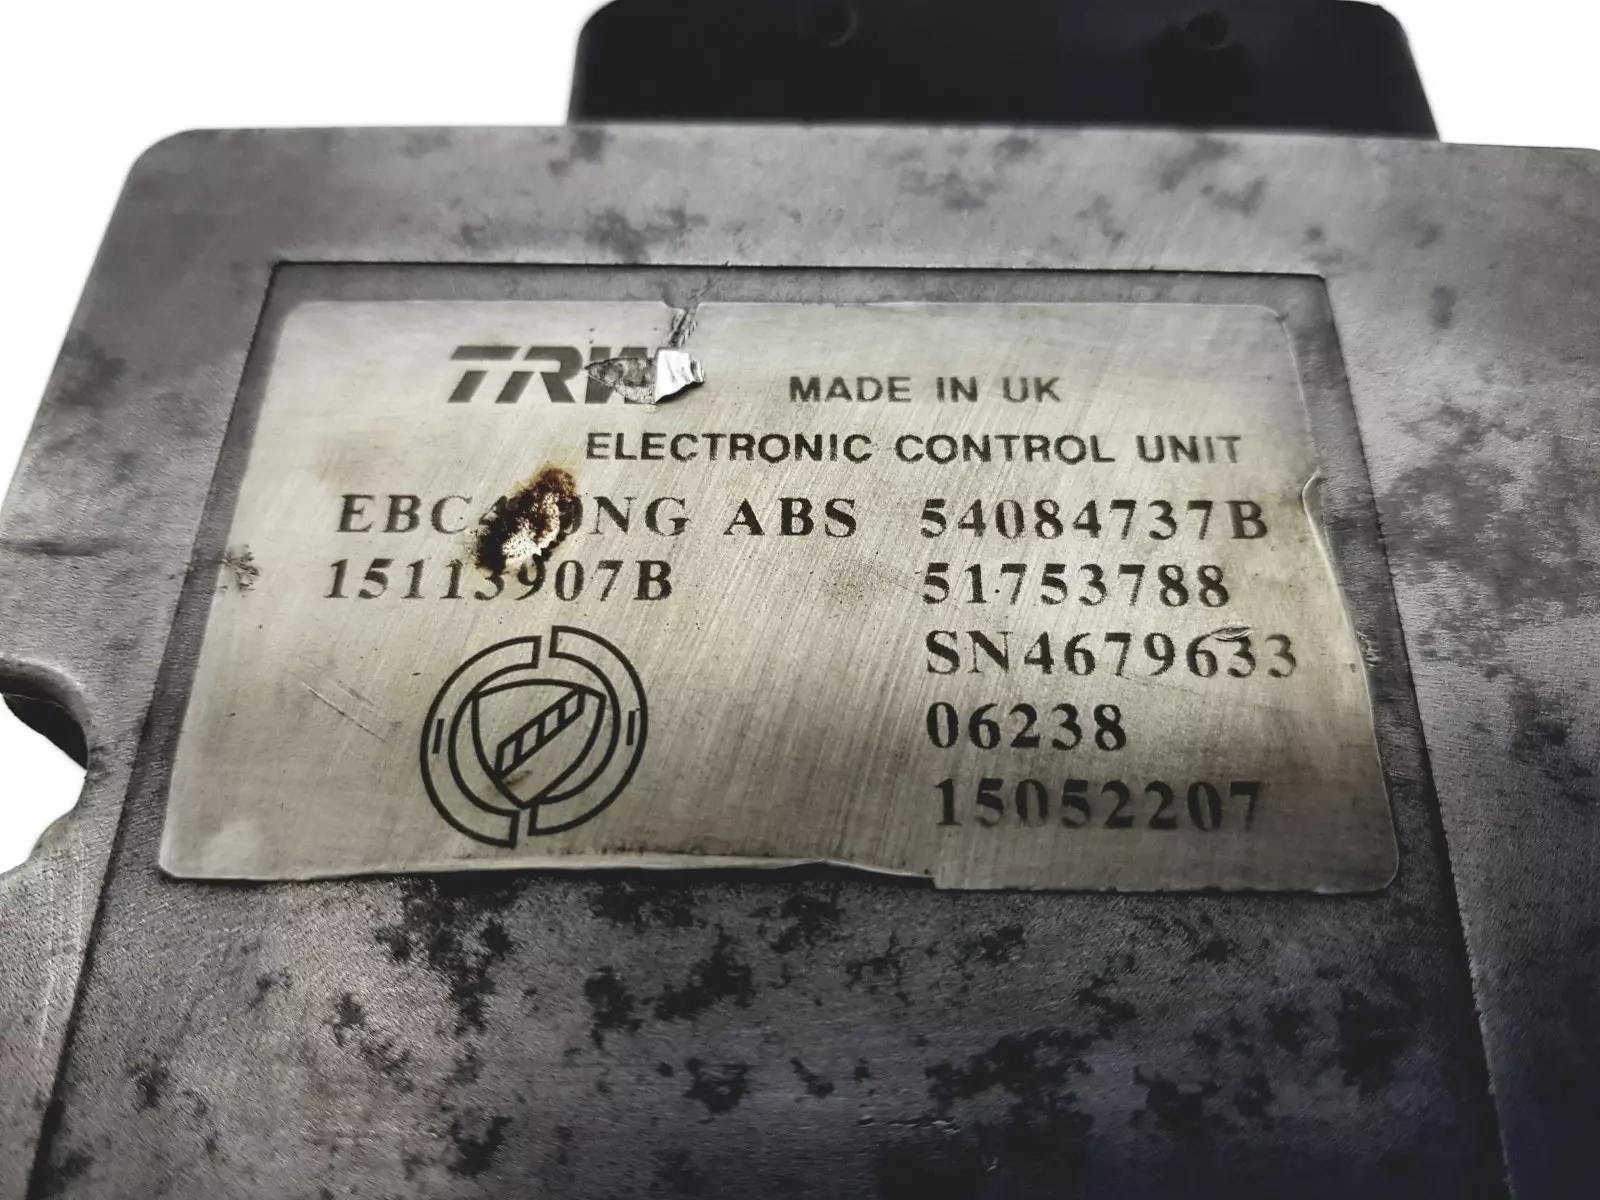 TRW MADE IN UK
ELECTRONIC CONTROL UNIT
ABS 54084737B
15113907B 51753788
SN4679633
06238
15052207